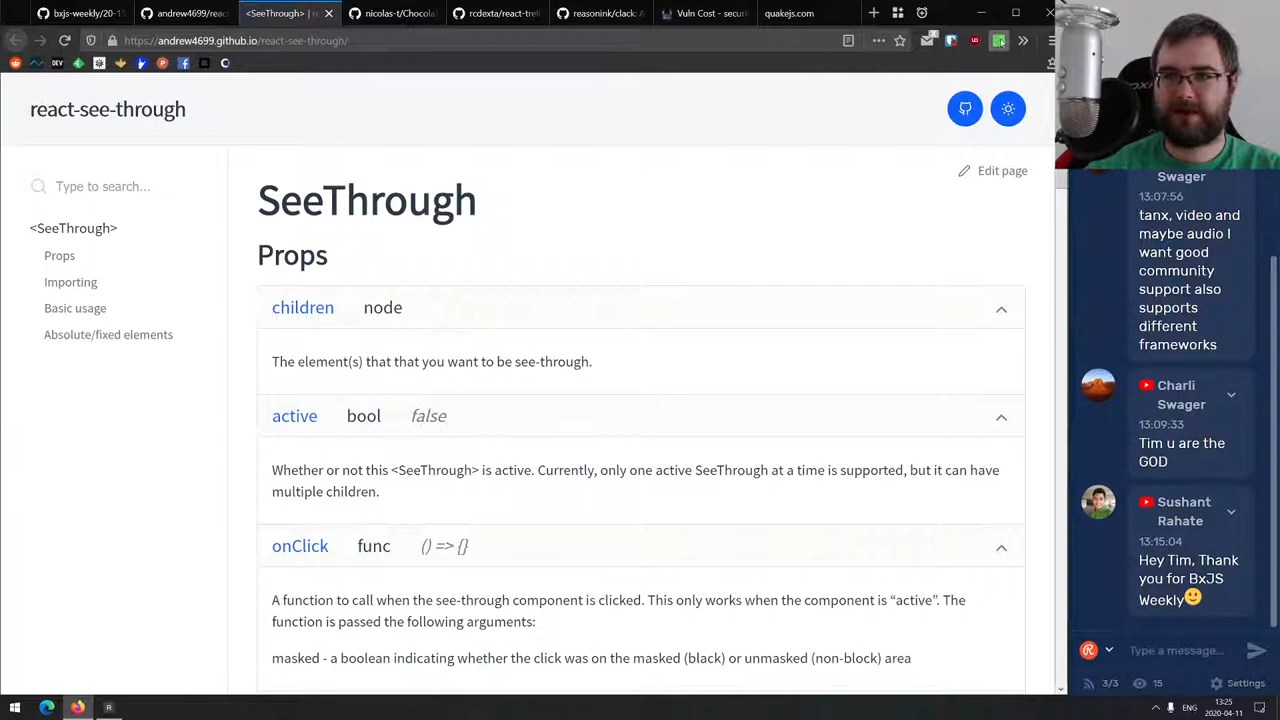 bxjs-weekly/20-1
andrew4699/reac
<SeeThrough> | re
nicolas-t/Chocola
rcdexta/react-trell
reasonink/clack: A
Vuln Cost - securi
quakejs.com
https://andrew4699.github.io/react-see-through/
DEV
react-see-through
Type to search...
<SeeThrough>
Props
Importing
Basic usage
Absolute/fixed elements
Edit page
SeeThrough
Props
children node
The element(s) that that you want to be see-through.
active bool false
Whether or not this <SeeThrough> is active. Currently, only one active SeeThrough at a time is supported, but it can have
multiple children.
onClick func () => {}
A function to call when the see-through component is clicked. This only works when the component is “active”. The
function is passed the following arguments:
masked - a boolean indicating whether the click was on the masked (black) or unmasked (non-block) area
Swager
13:07:56
tanx, video and
maybe audio I
want good
community
support also
supports
different
frameworks
Charli
Swager
13:09:33
Tim u are the
GOD
Sushant
Rahate
13:15:04
Hey Tim, Thank
you for BxJS
Weekly
Type a message...
3/3
15
Settings
ENG
13:25
2020-04-11